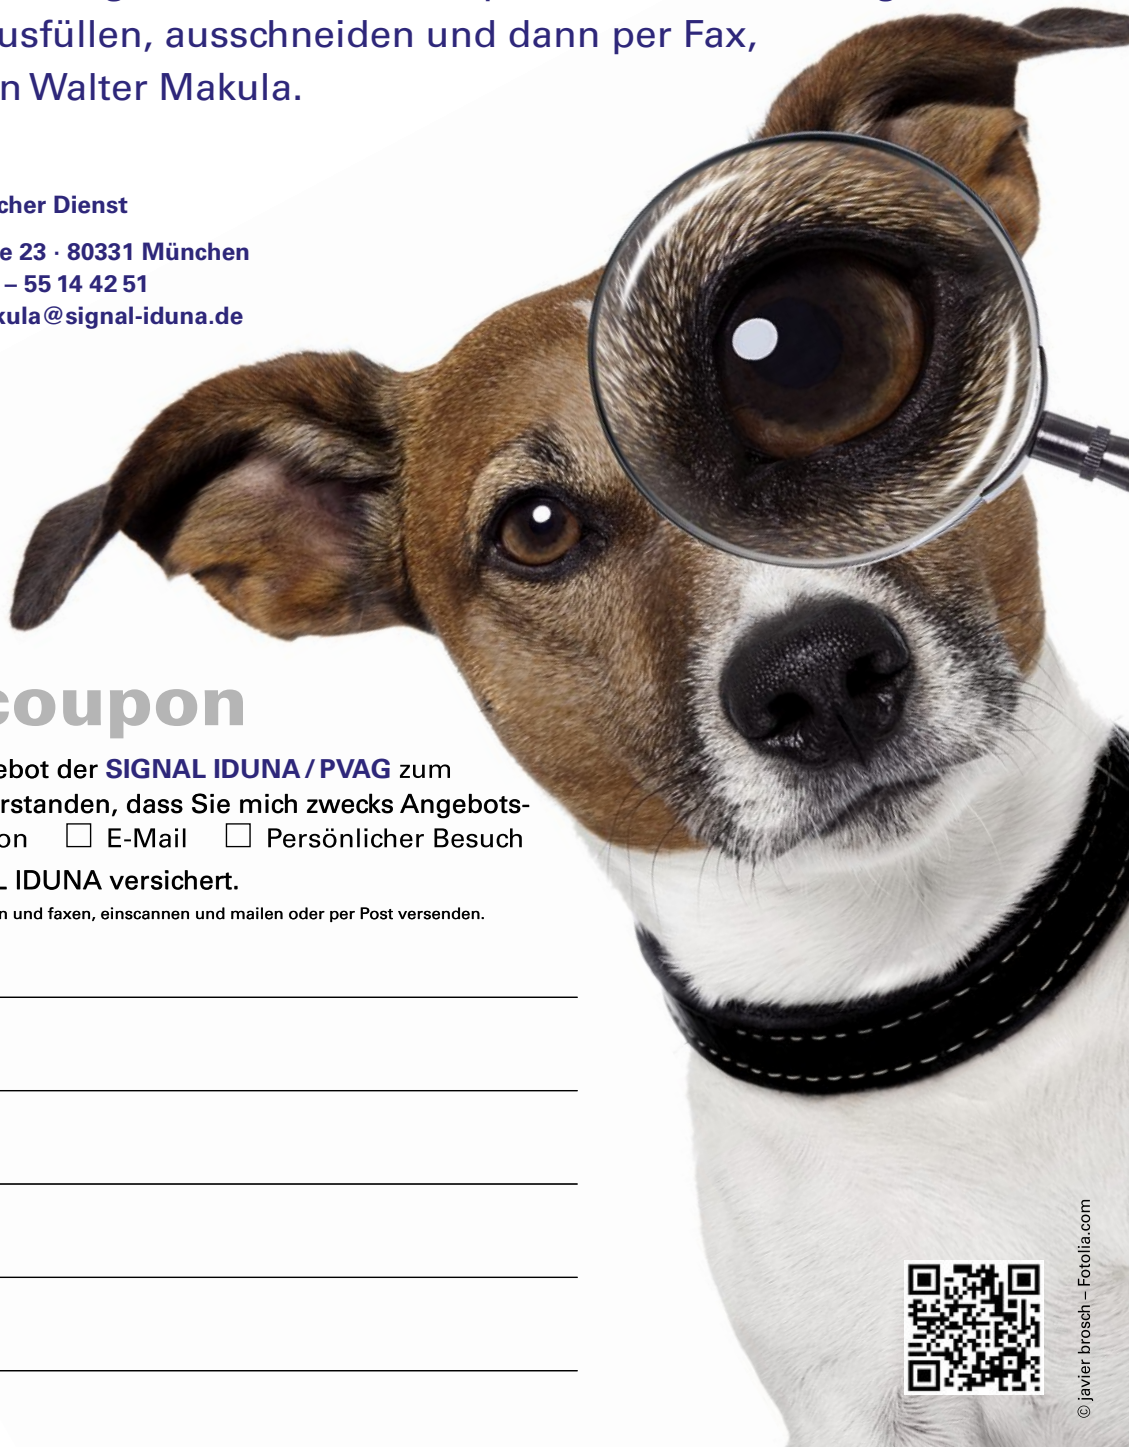 usfüllen, ausschneiden und dann per Fax,
n Walter Makula.
cher Dienst
e 23 · 80331 München
– 55 14 42 51
kula@signal-iduna.de
coupon
ebot der SIGNAL IDUNA / PVAG zum
rstanden, dass Sie mich zwecks Angebots-
on ☐ E-Mail ☐ Persönlicher Besuch
L IDUNA versichert.
n und faxen, einscannen und mailen oder per Post versenden.
© javier brosch – Fotolia.com